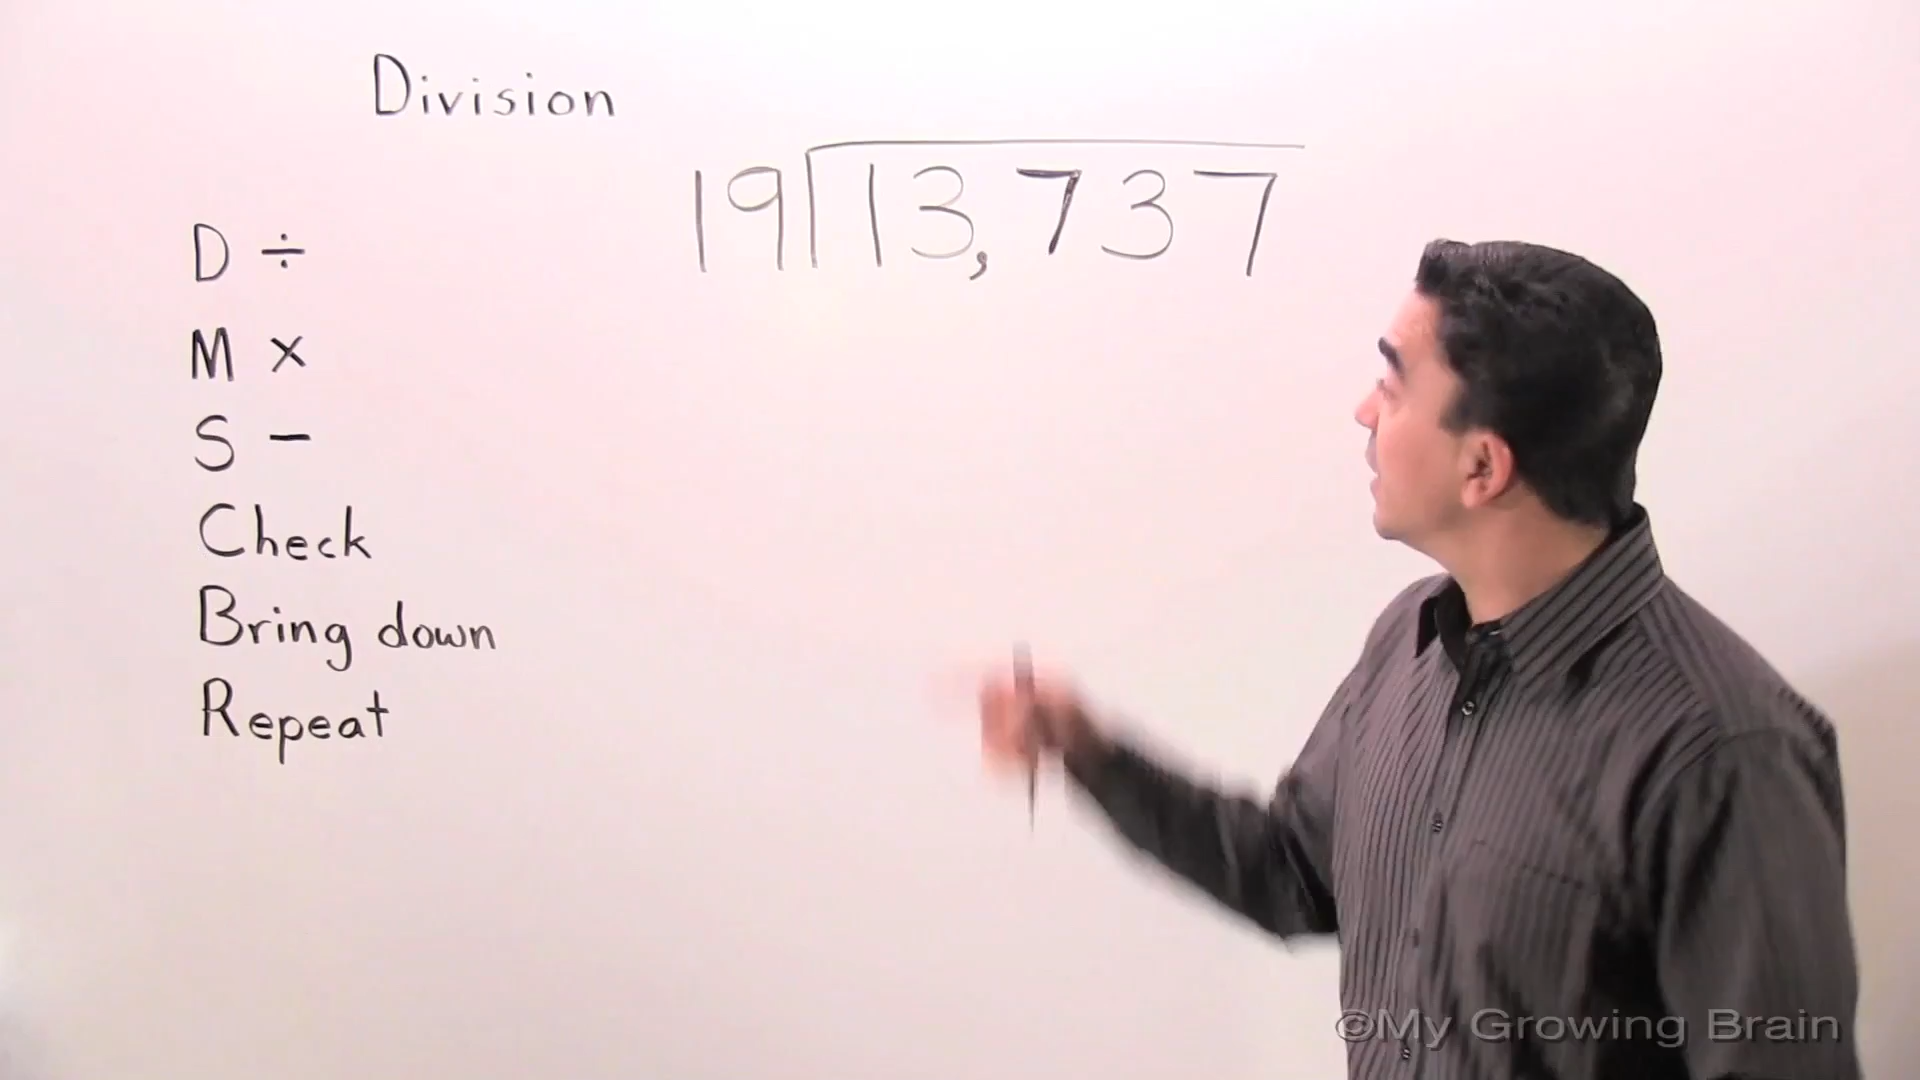 Division
19 13,737
D ÷
M ×
S −
Check
Bring down
Repeat
©My Growing Brain